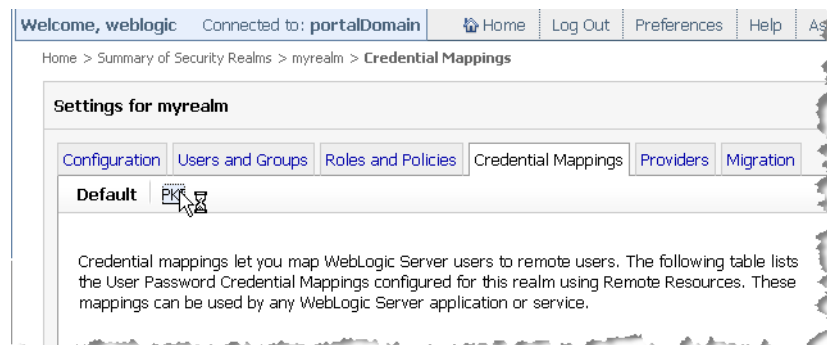 Welcome, weblogic Connected to: portalDomain Home Log Out Preferences Help
Home > Summary of Security Realms > myrealm > Credential Mappings
Settings for myrealm
Configuration Users and Groups Roles and Policies Credential Mappings Providers Migration
Default
Credential mappings let you map WebLogic Server users to remote users. The following table lists
the User Password Credential Mappings configured for this realm using Remote Resources. These
mappings can be used by any WebLogic Server application or service.